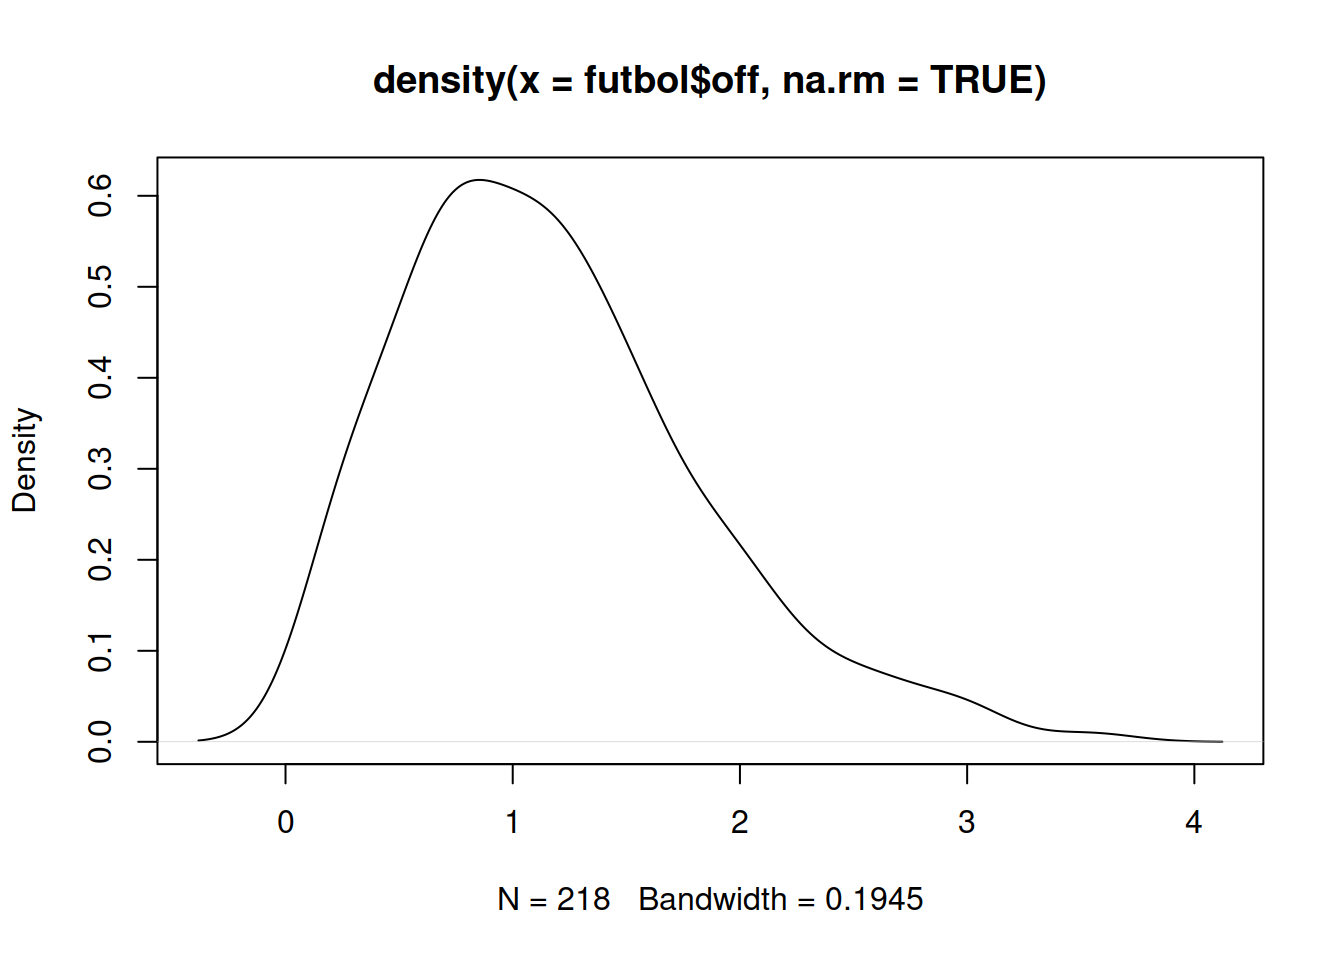 density(x = futbol$off, na.rm = TRUE)
Density
0.6
0.5
0.4
0.3
0.2
0.1
0.0
0 1 2 3 4
N = 218 Bandwidth = 0.1945